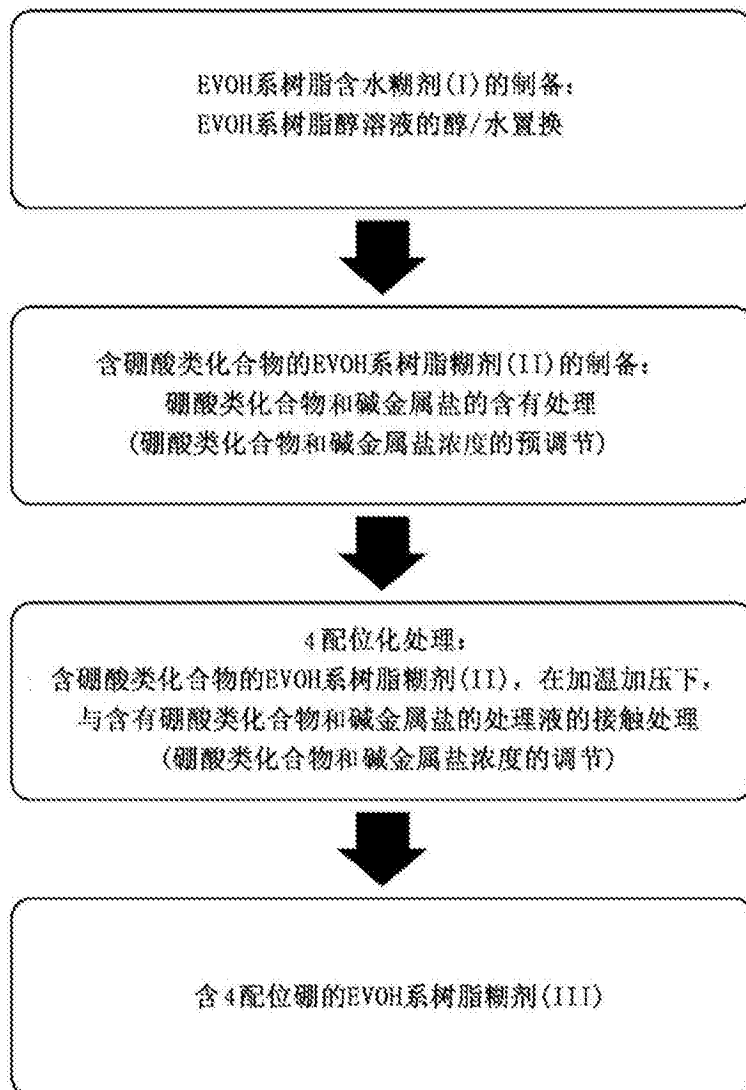 EVOH系树脂含水糊剂(I)的制备：
EVOH系树脂醇溶液的醇/水置换
含硼酸类化合物的EVOH系树脂糊剂(II)的制备：
硼酸类化合物和碱金属盐的含有处理
(硼酸类化合物和碱金属盐浓度的预调节)
4配位化处理：
含硼酸类化合物的EVOH系树脂糊剂(II)，在加温加压下，
与含有硼酸类化合物和碱金属盐的处理液的接触处理
(硼酸类化合物和碱金属盐浓度的调节)
含4配位硼的EVOH系树脂糊剂(III)